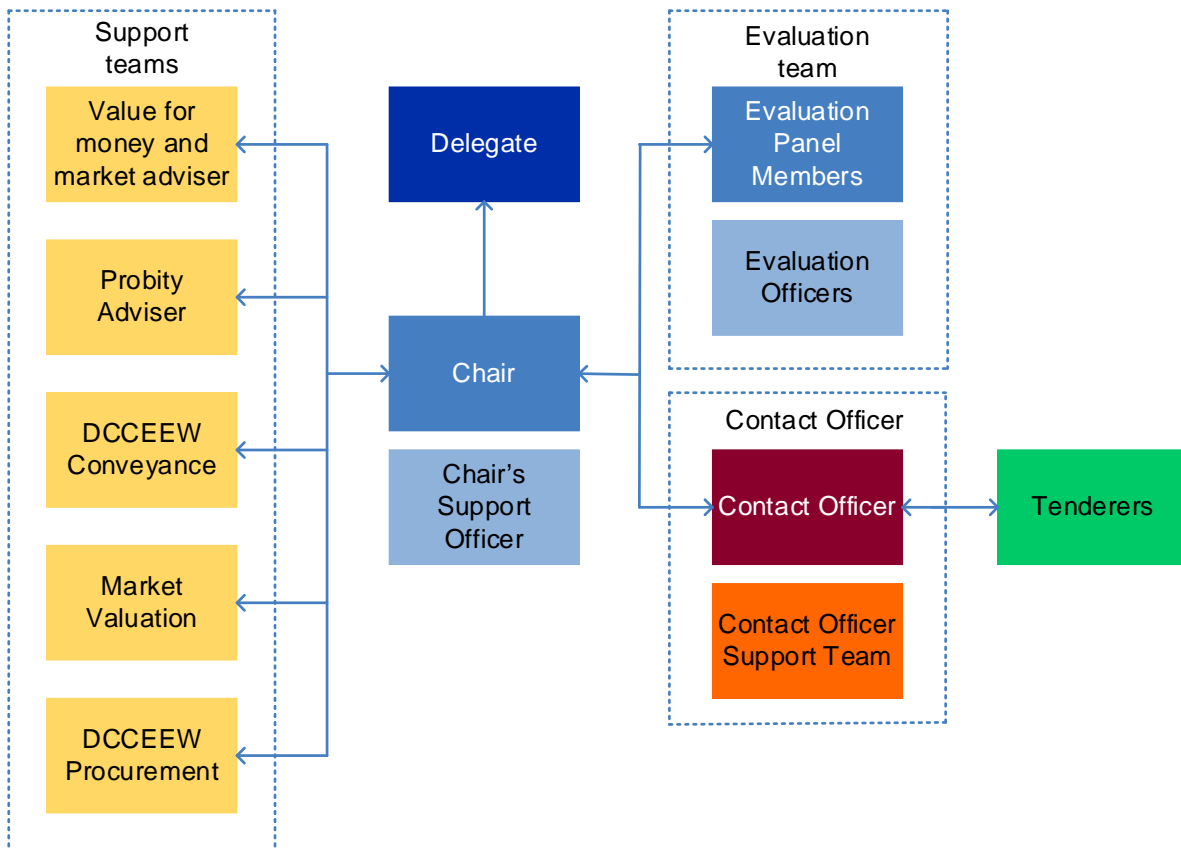 Support
teams
Value for
money and
market adviser
Probity
Adviser
DCCEEW
Conveyance
Market
Valuation
DCCEEW
Procurement
Delegate
Chair
Chair’s
Support
Officer
Evaluation
team
Evaluation
Panel
Members
Evaluation
Officers
Contact Officer
Contact Officer
Contact Officer
Support Team
Tenderers